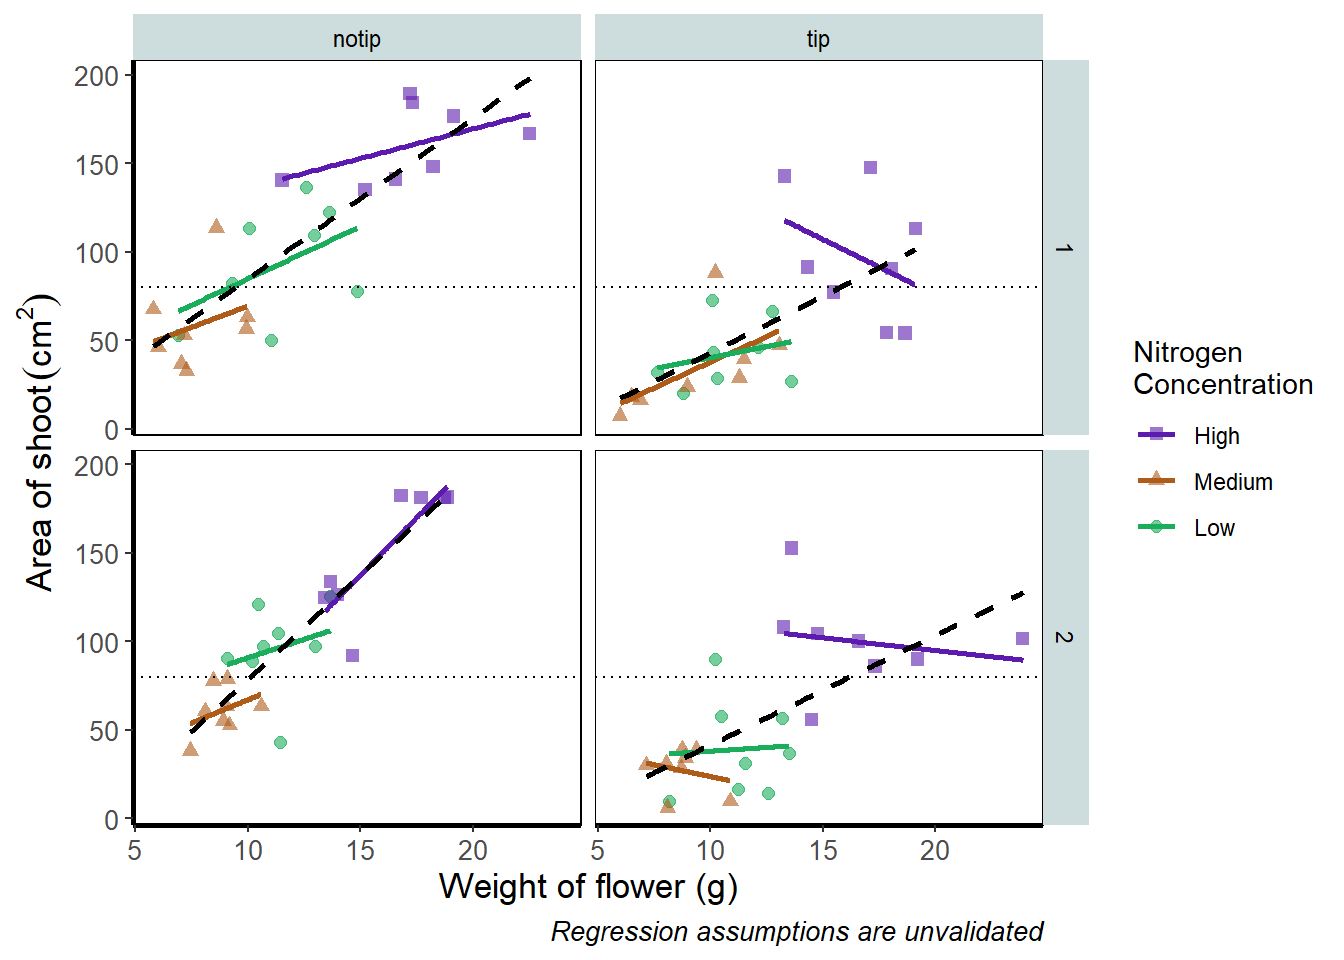 notip
tip
200
150
100
50
0
1
200
150
100
50
0
2
Area of shoot(cm²)
5
10
15
20
5
10
15
20
Weight of flower (g)
Regression assumptions are unvalidated
Nitrogen
Concentration
High
Medium
Low